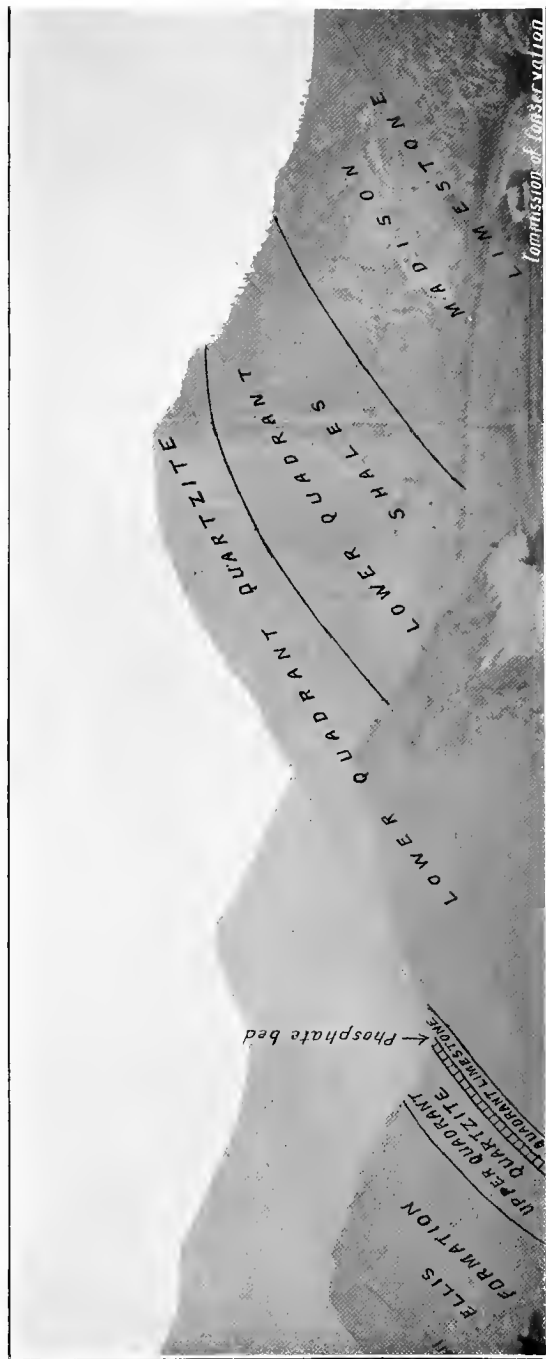 ELLIS
FORMATION
UPPER QUADRANT
QUARTZITE
QUADRANT LIMESTONE
← Phosphate bed
LOWER QUADRANT QUARTZITE
LOWER QUADRANT
SHALES
MADISON
LIMESTONE
Commission of Conservation